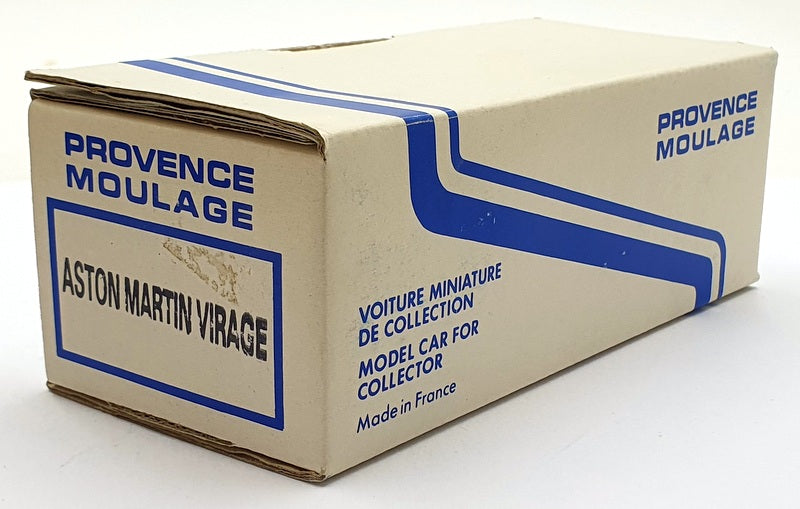 PROVENCE
MOULAGE
ASTON MARTIN VIRAGE
VOITURE MINIATURE
DE COLLECTION
MODEL CAR FOR
COLLECTOR
Made in France
PROVENCE
MOULAGE